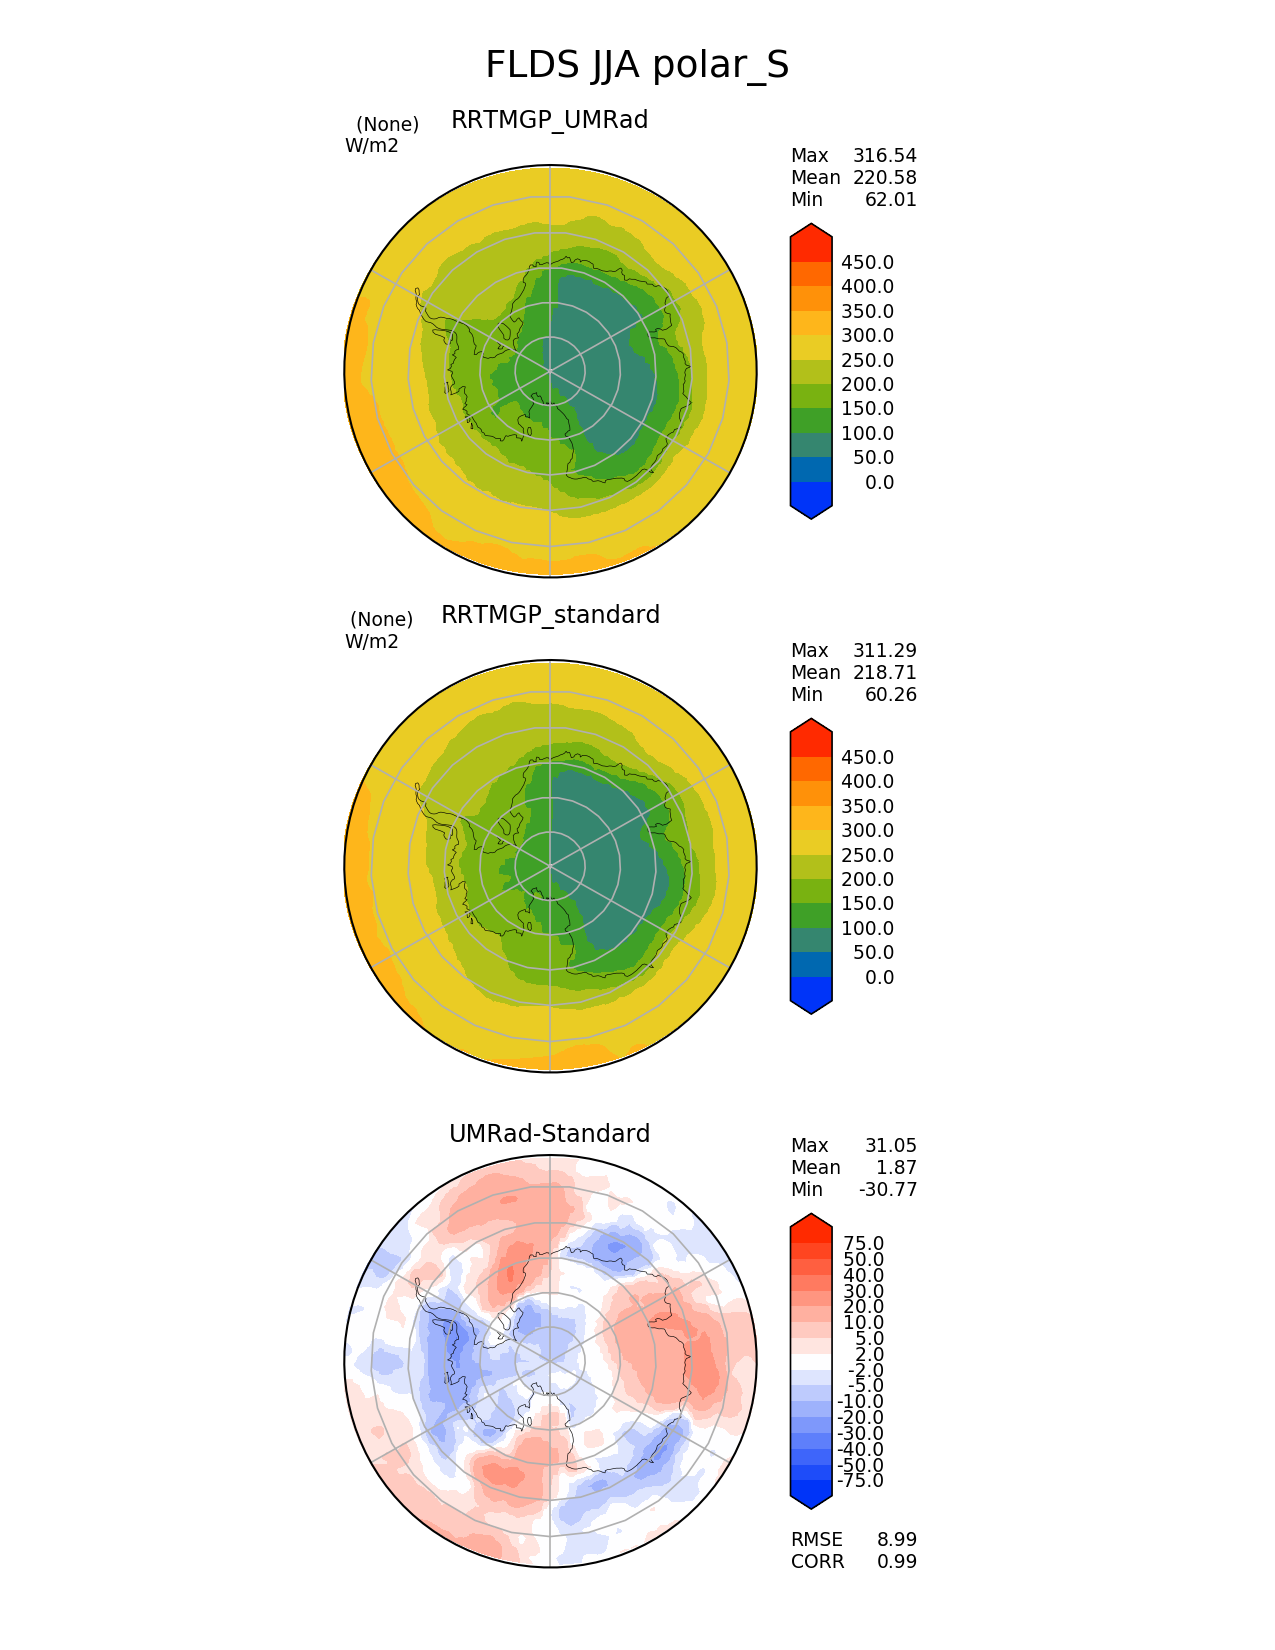 FLDS JJA polar_S
(None) RRTMGP_UMRad
W/m2
Max 316.54
Mean 220.58
Min 62.01
450.0
400.0
350.0
300.0
250.0
200.0
150.0
100.0
50.0
0.0
(None) RRTMGP_standard
W/m2
Max 311.29
Mean 218.71
Min 60.26
450.0
400.0
350.0
300.0
250.0
200.0
150.0
100.0
50.0
0.0
UMRad-Standard
Max 31.05
Mean 1.87
Min -30.77
75.0
50.0
40.0
30.0
20.0
10.0
5.0
2.0
-2.0
-5.0
-10.0
-20.0
-30.0
-40.0
-50.0
-75.0
RMSE 8.99
CORR 0.99